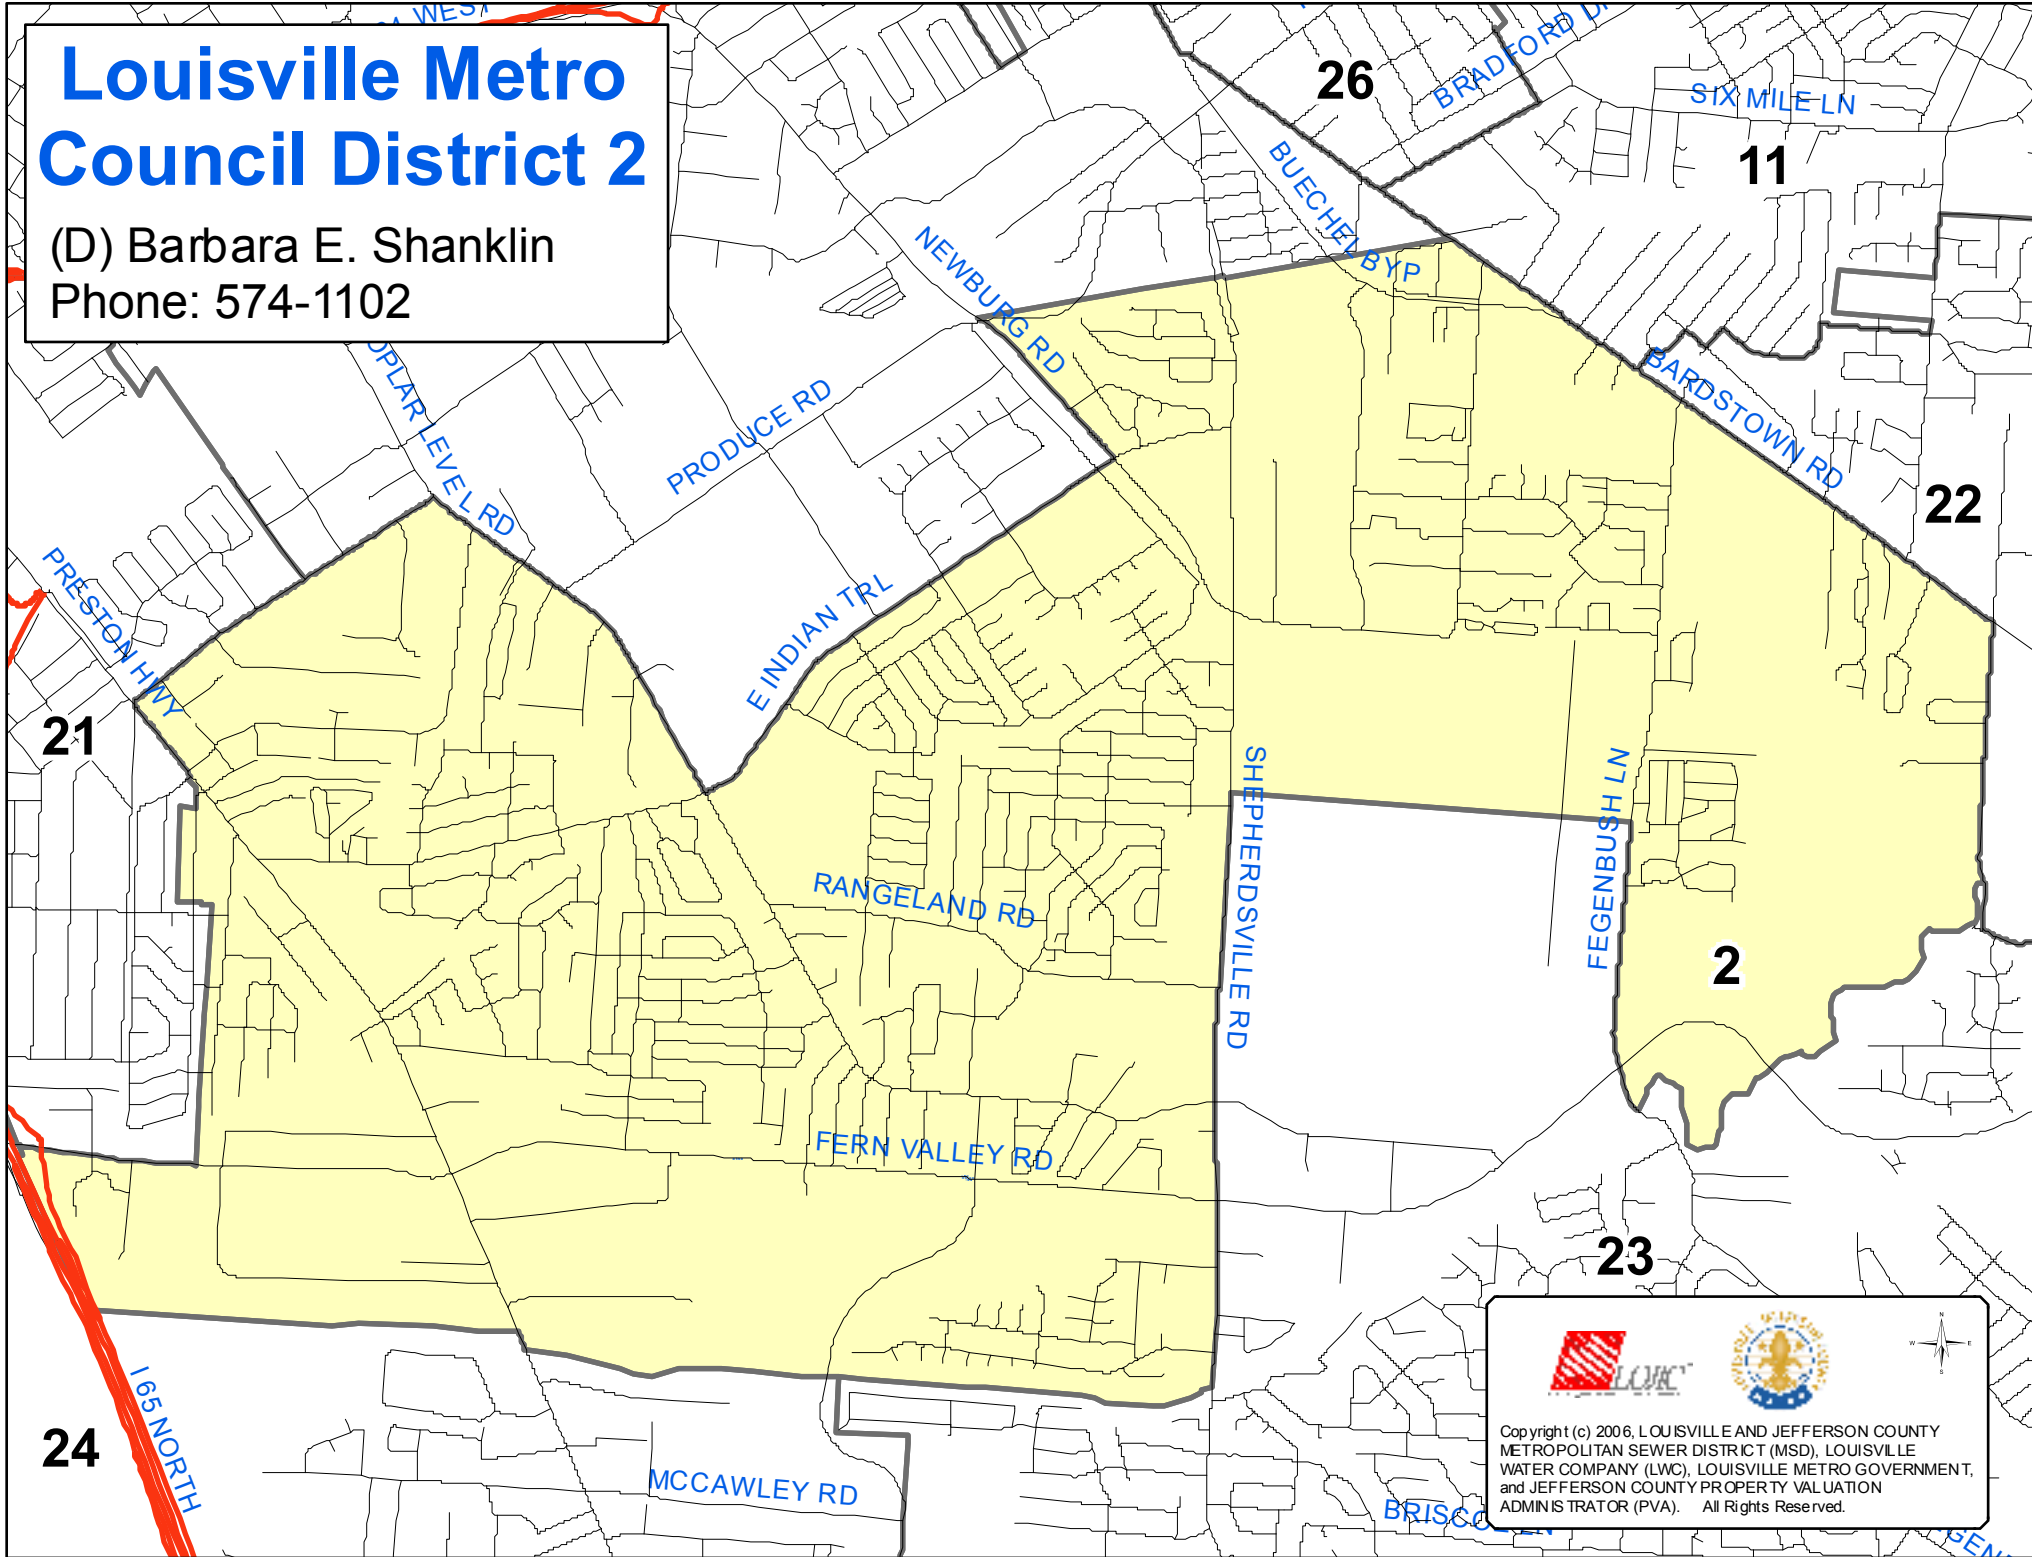 Louisville Metro
Council District 2
(D) Barbara E. Shanklin
Phone: 574-1102
WEST
26
BRADFORD
SIX MILE LN
11
BUECHEL BYP
NEWBURG RD
BARDSTOWN RD
22
PRODUCE RD
LEVEL RD
PRESTON HWY
E INDIAN TRL
21
SHEPHERDSVILLE RD
FEGENBUSH LN
RANGELAND RD
2
FERN VALLEY RD
23
I 65 NORTH
24
MCCAWLEY RD
LWC
N
W E
S
Copyright (c) 2006, LOUISVILLE AND JEFFERSON COUNTY
METROPOLITAN SEWER DISTRICT (MSD), LOUISVILLE
WATER COMPANY (LWC), LOUISVILLE METRO GOVERNMENT,
and JEFFERSON COUNTY PROPERTY VALUATION
ADMINISTRATOR (PVA). All Rights Reserved.